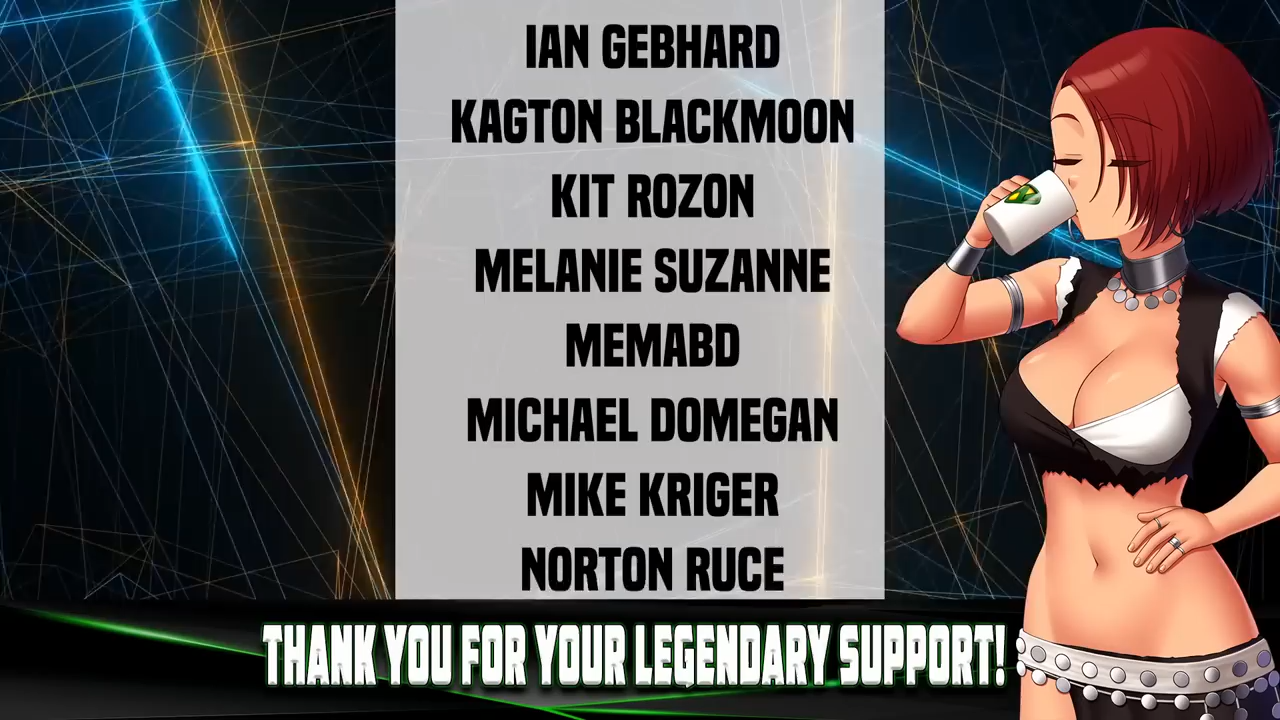 IAN GEBHARD
KAGTON BLACKMOON
KIT ROZON
MELANIE SUZANNE
MEMABD
MICHAEL DOMEGAN
MIKE KRIGER
NORTON RUCE
THANK YOU FOR YOUR LEGENDARY SUPPORT!